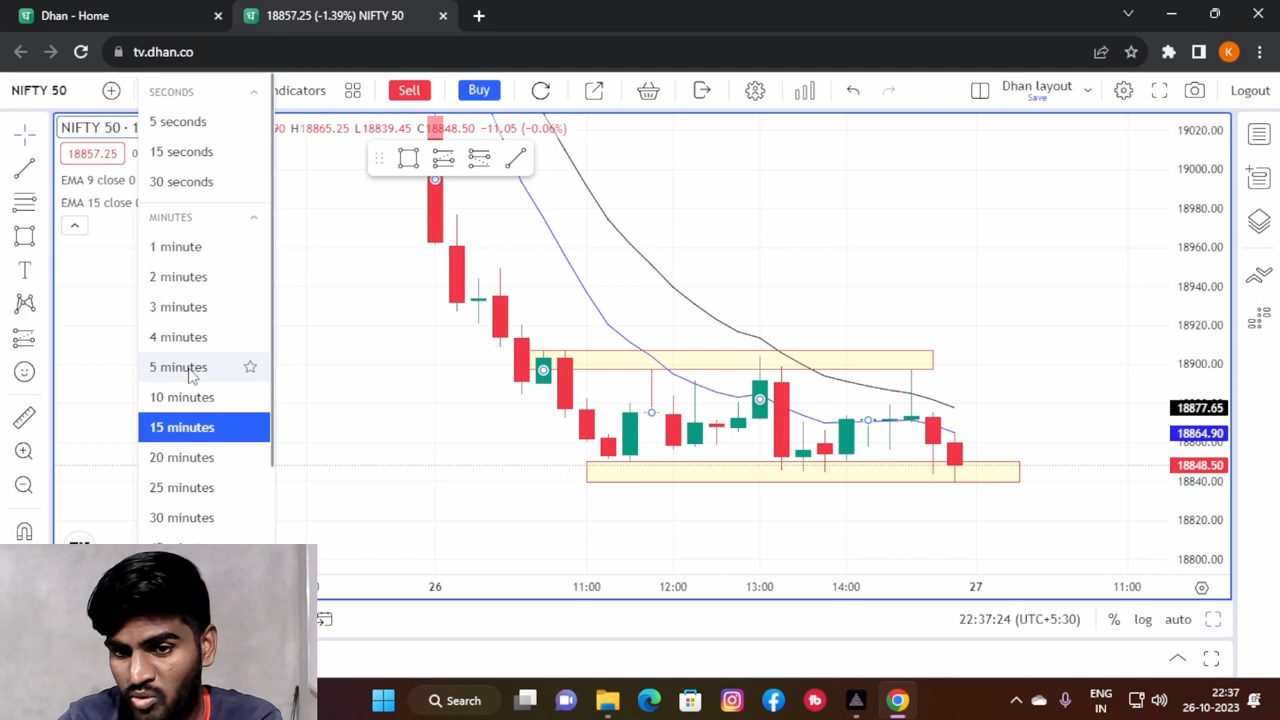 Dhan - Home
18857.25 (-1.39%) NIFTY 50
tv.dhan.co
K
NIFTY 50
ndicators
Sell
Buy
Dhan layout
Save
Logout
SECONDS
5 seconds
15 seconds
30 seconds
MINUTES
1 minute
2 minutes
3 minutes
4 minutes
5 minutes
10 minutes
15 minutes
20 minutes
25 minutes
30 minutes
NIFTY 50 · 1
90 H18865.25 L18839.45 C18848.50 −11.05 (−0.06%)
18857.25
EMA 9 close 0
EMA 15 close 0
19020.00
19000.00
18980.00
18960.00
18940.00
18920.00
18900.00
18877.65
18864.90
18848.50
18840.00
18820.00
18800.00
26
11:00
12:00
13:00
14:00
27
11:00
22:37:24 (UTC+5:30)
%
log
auto
Search
ENG
IN
22:37
26-10-2023